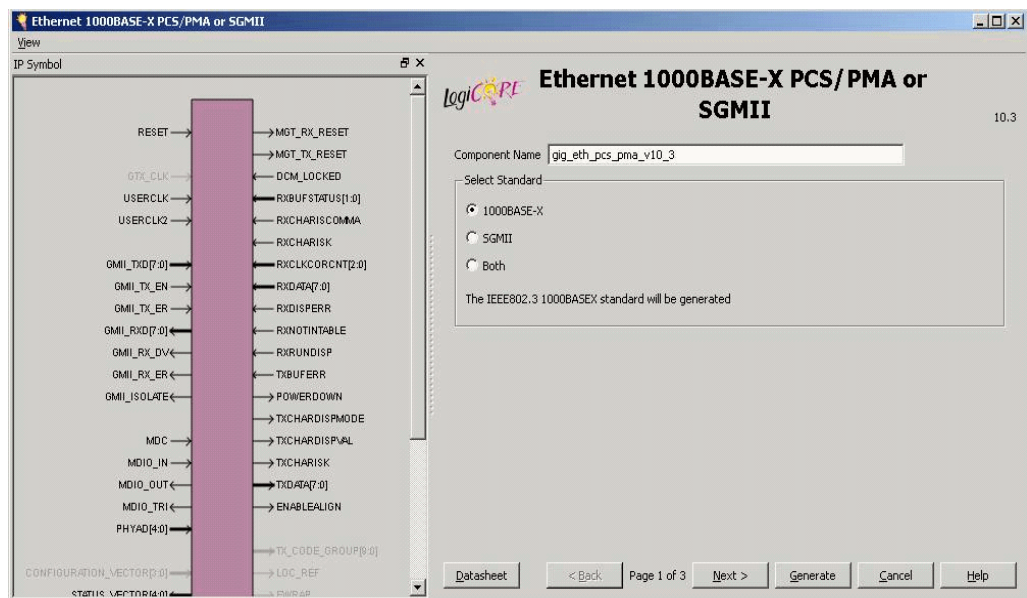 Ethernet 1000BASE-X PCS/PMA or SGMII
View
IP Symbol
RESET
GTX_CLK
USERCLK
USERCLK2
GMII_TXD[7:0]
GMII_TX_EN
GMII_TX_ER
GMII_RXD[7:0]
GMII_RX_DV
GMII_RX_ER
GMII_ISOLATE
MDC
MDIO_IN
MDIO_OUT
MDIO_TRI
PHYAD[4:0]
CONFIGURATION_VECTOR[3:0]
STATUS_VECTOR[4:0]
MGT_RX_RESET
MGT_TX_RESET
DCM_LOCKED
RXBUFSTATUS[1:0]
RXCHARISCOMMA
RXCHARISK
RXCLKCORCNT[2:0]
RXDATA[7:0]
RXDISPERR
RXNOTINTABLE
RXRUNDISP
TXBUFERR
POWERDOWN
TXCHARDISPMODE
TXCHARDISPVAL
TXCHARISK
TXDATA[7:0]
ENABLEALIGN
TX_CODE_GROUP[9:0]
LOC_REF
EWRAP
LogiCORE
Ethernet 1000BASE-X PCS/PMA or
SGMII
10.3
Component Name gig_eth_pcs_pma_v10_3
Select Standard
1000BASE-X
SGMII
Both
The IEEE802.3 1000BASEX standard will be generated
Datasheet < Back Page 1 of 3 Next > Generate Cancel Help